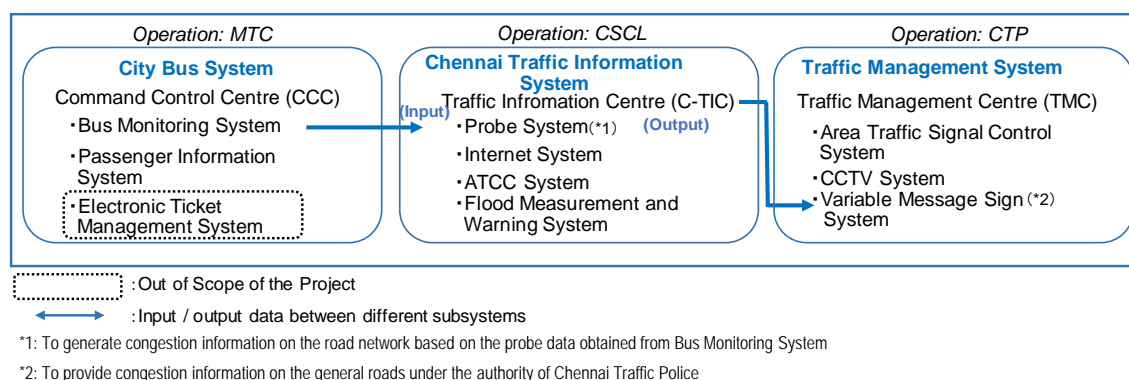 Operation: MTC
City Bus System
Command Control Centre (CCC)
・Bus Monitoring System
・Passenger Information
System
・Electronic Ticket
Management System
Operation: CSCL
Chennai Traffic Information
System
Traffic Infromation Centre (C-TIC)
(Input)
(Output)
・Probe System(*1)
・Internet System
・ATCC System
・Flood Measurement and
Warning System
Operation: CTP
Traffic Management System
Traffic Management Centre (TMC)
・Area Traffic Signal Control
System
・CCTV System
・Variable Message Sign(*2)
System
: Out of Scope of the Project
: Input / output data between different subsystems
*1: To generate congestion information on the road network based on the probe data obtained from Bus Monitoring System
*2: To provide congestion information on the general roads under the authority of Chennai Traffic Police